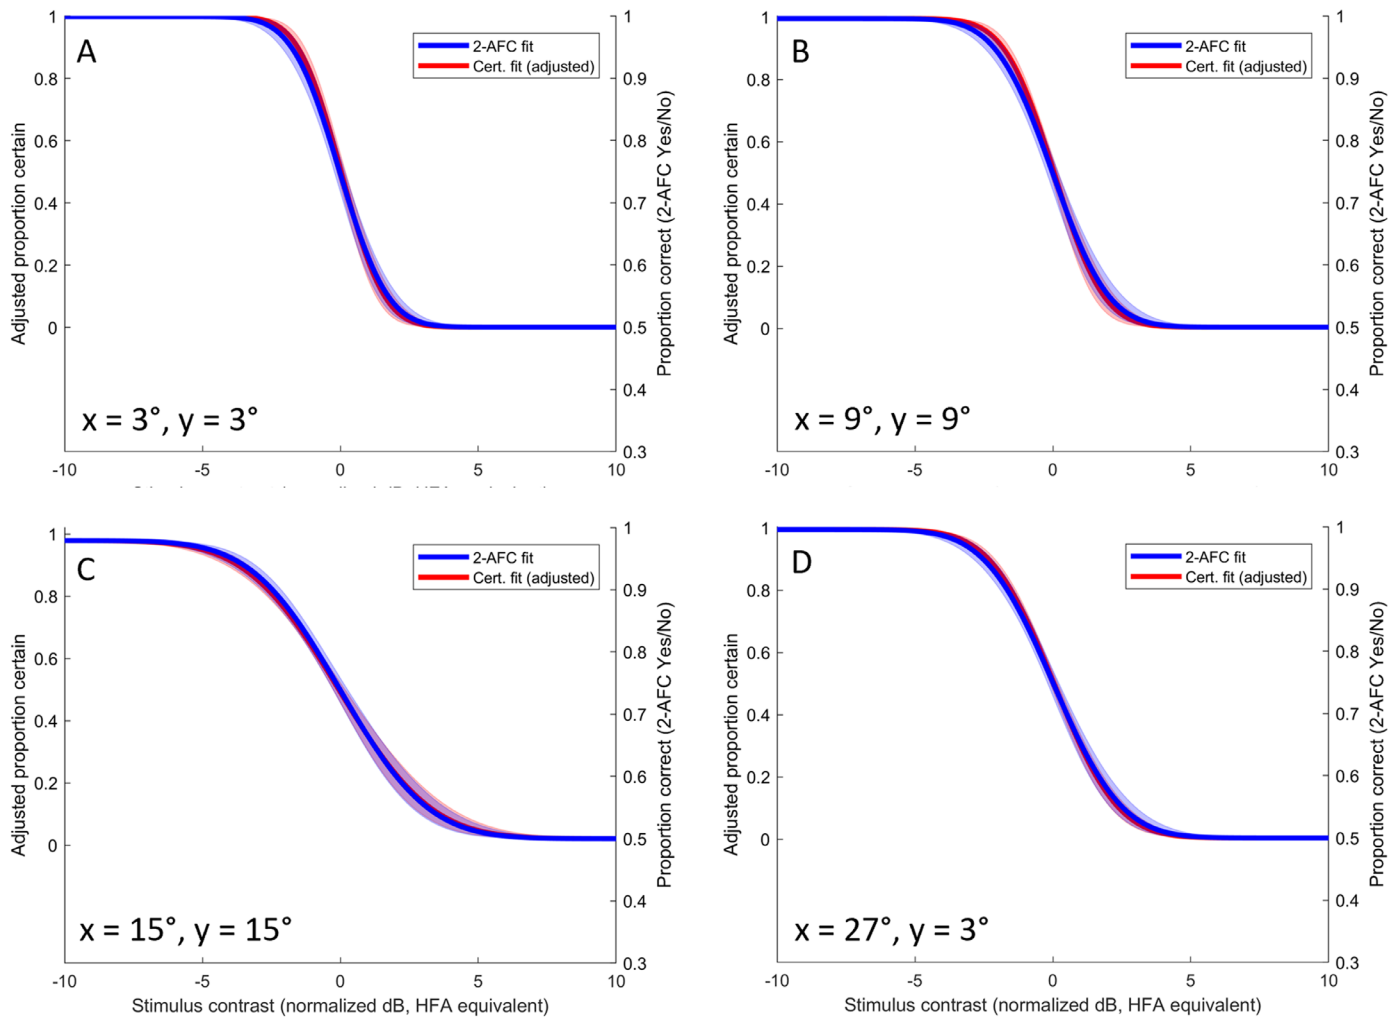 A
2-AFC fit
Cert. fit (adjusted)
Adjusted proportion certain
1
0.8
0.6
0.4
0.2
0
Proportion correct (2-AFC Yes/No)
1
0.9
0.8
0.7
0.6
0.5
0.4
0.3
x = 3°, y = 3°
-10 -5 0 5 10
B
2-AFC fit
Cert. fit (adjusted)
Adjusted proportion certain
1
0.8
0.6
0.4
0.2
0
Proportion correct (2-AFC Yes/No)
1
0.9
0.8
0.7
0.6
0.5
0.4
0.3
x = 9°, y = 9°
-10 -5 0 5 10
C
2-AFC fit
Cert. fit (adjusted)
Adjusted proportion certain
1
0.8
0.6
0.4
0.2
0
Proportion correct (2-AFC Yes/No)
1
0.9
0.8
0.7
0.6
0.5
0.4
0.3
x = 15°, y = 15°
-10 -5 0 5 10
Stimulus contrast (normalized dB, HFA equivalent)
D
2-AFC fit
Cert. fit (adjusted)
Adjusted proportion certain
1
0.8
0.6
0.4
0.2
0
Proportion correct (2-AFC Yes/No)
1
0.9
0.8
0.7
0.6
0.5
0.4
0.3
x = 27°, y = 3°
-10 -5 0 5 10
Stimulus contrast (normalized dB, HFA equivalent)